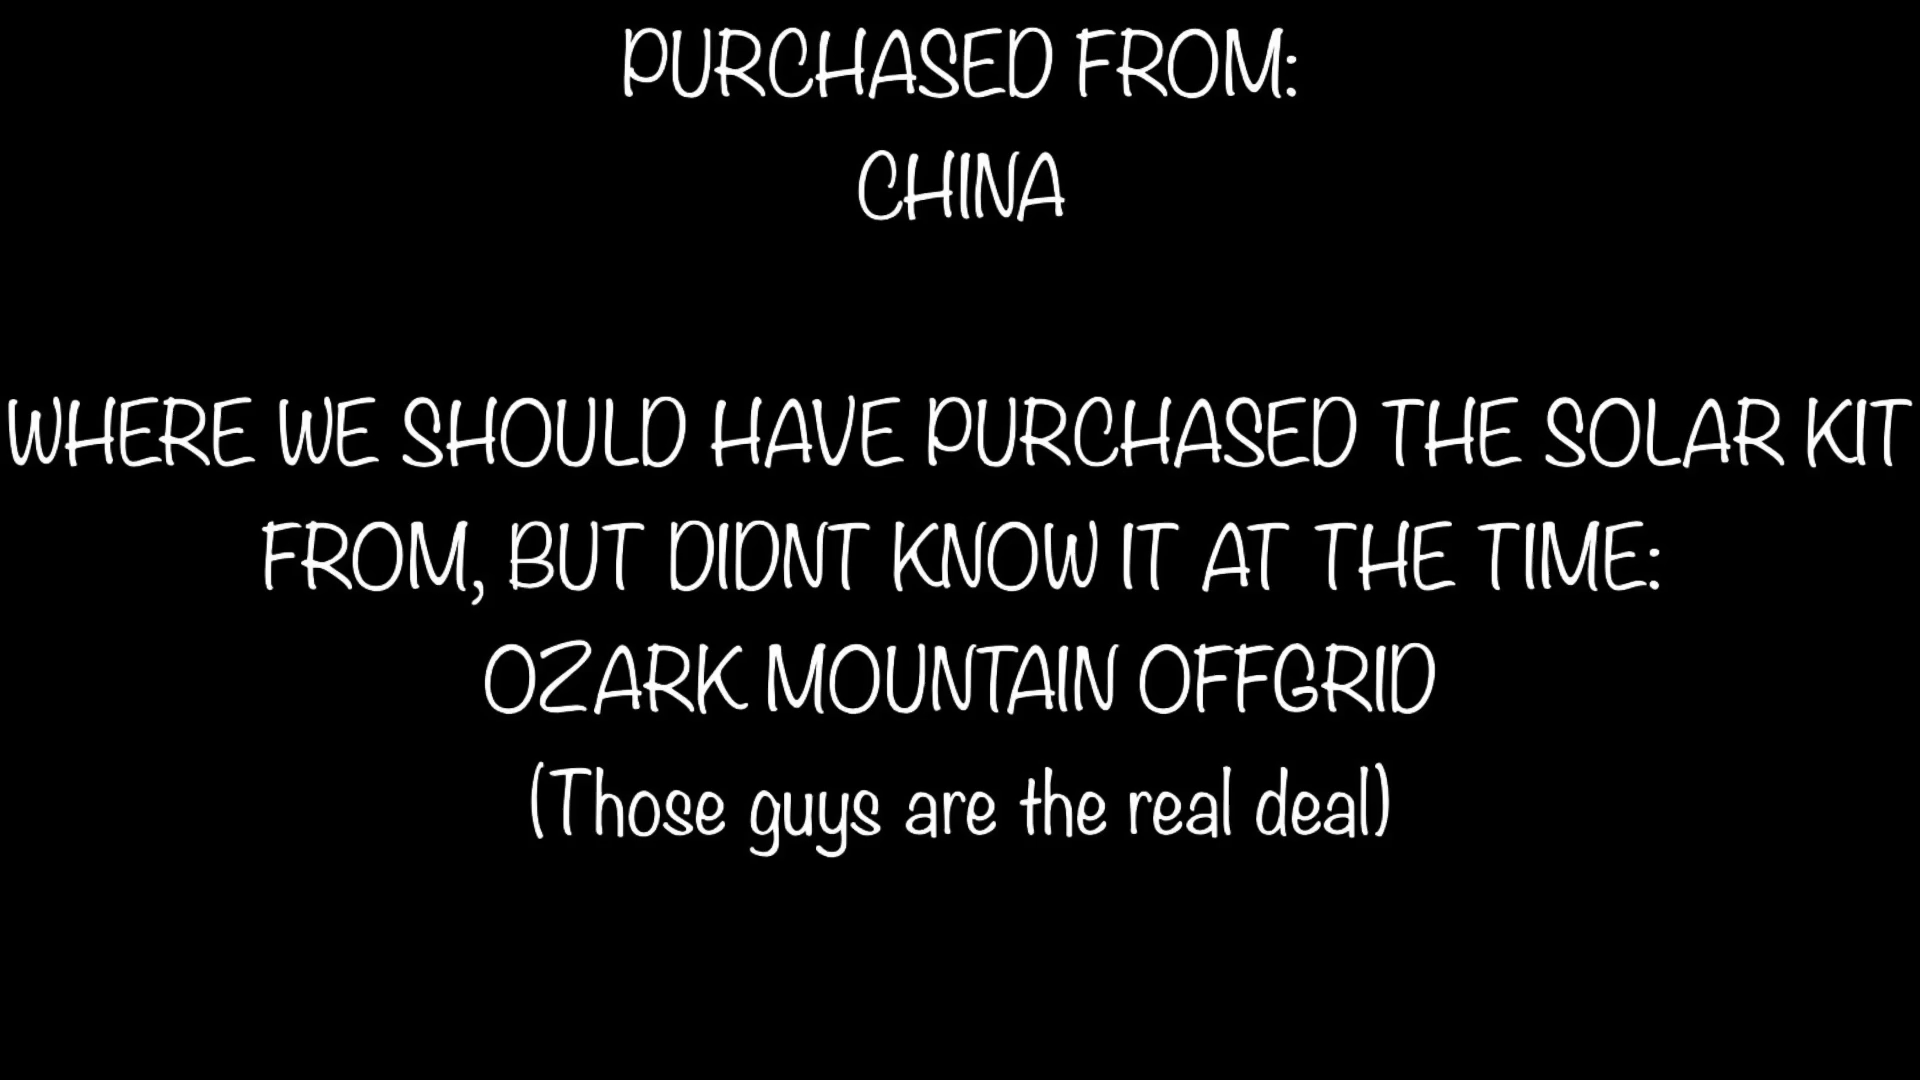 PURCHASED FROM:
CHINA
WHERE WE SHOULD HAVE PURCHASED THE SOLAR KIT
FROM, BUT DIDNT KNOW IT AT THE TIME:
OZARK MOUNTAIN OFFGRID
(Those guys are the real deal)